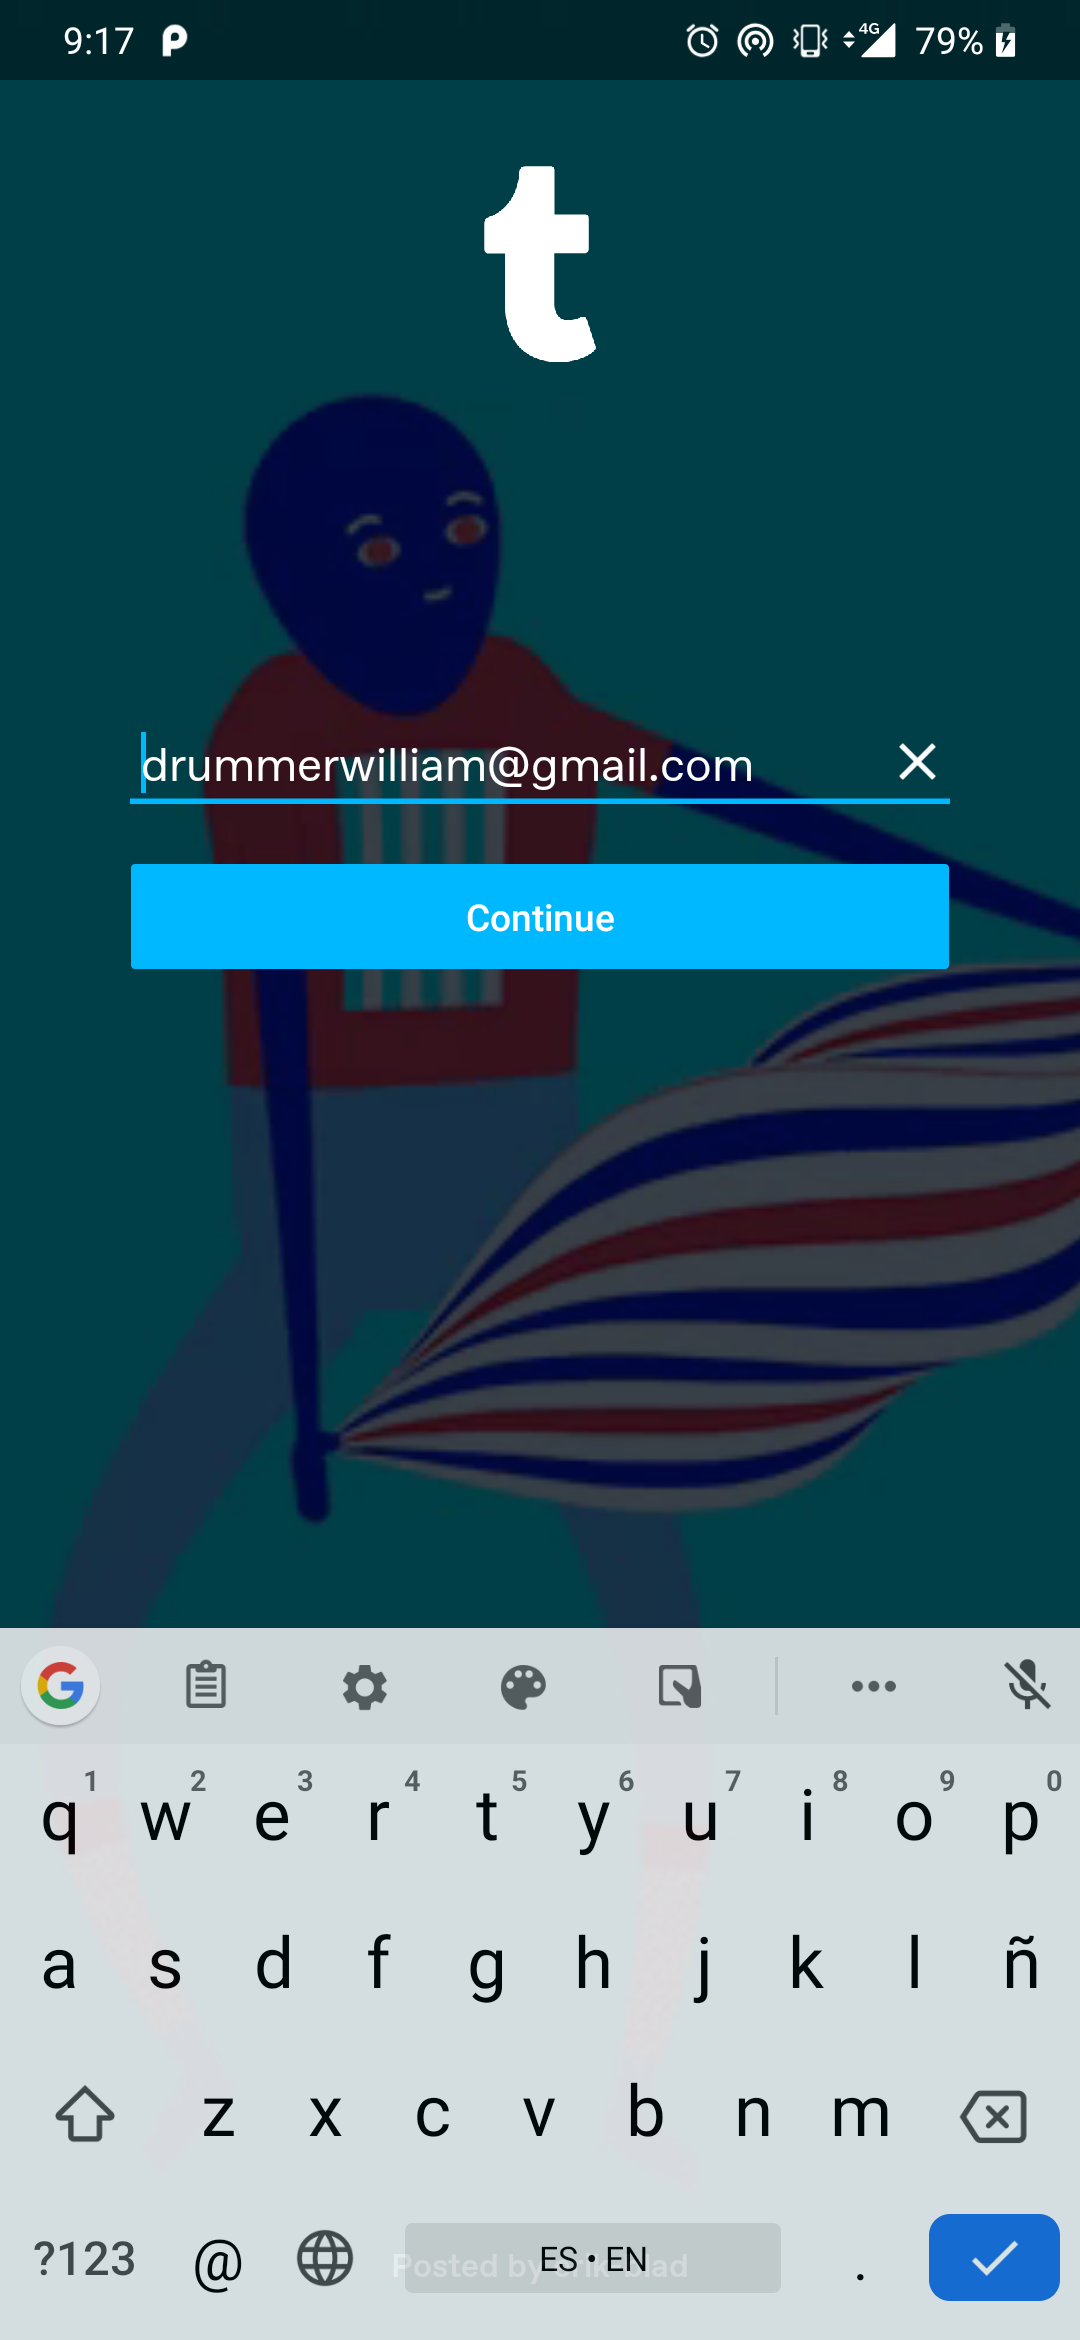 9:17 4G 79%
t
drummerwilliam@gmail.com
Continue
1 2 3 4 5 6 7 8 9 0
q w e r t y u i o p
a s d f g h j k l ñ
z x c v b n m
?123 @ ES • EN .
Posted by